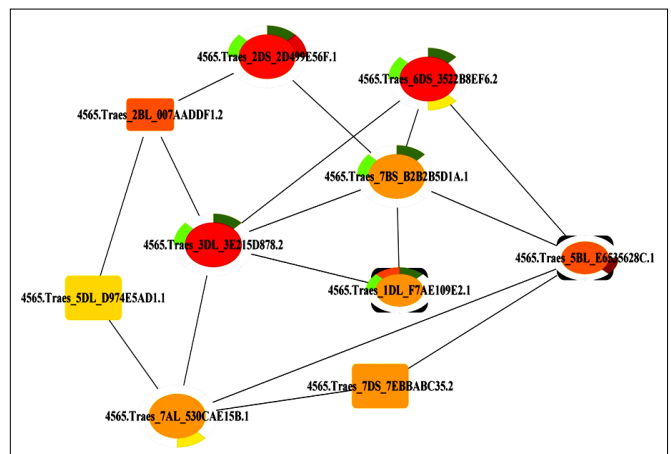 4565.Traes_2DS_2D499E56F.1
4565.Traes_6DS_3522B8EF6.2
4565.Traes_2BL_007AADDF1.2
4565.Traes_7BS_B2B2B5D1A.1
4565.Traes_3DL_3E215D878.2
4565.Traes_5BL_E6535628C.1
4565.Traes_1DL_F7AE109E2.1
4565.Traes_5DL_D974E5AD1.1
4565.Traes_7DS_7EBBABC35.2
4565.Traes_7AL_530CAE15B.1